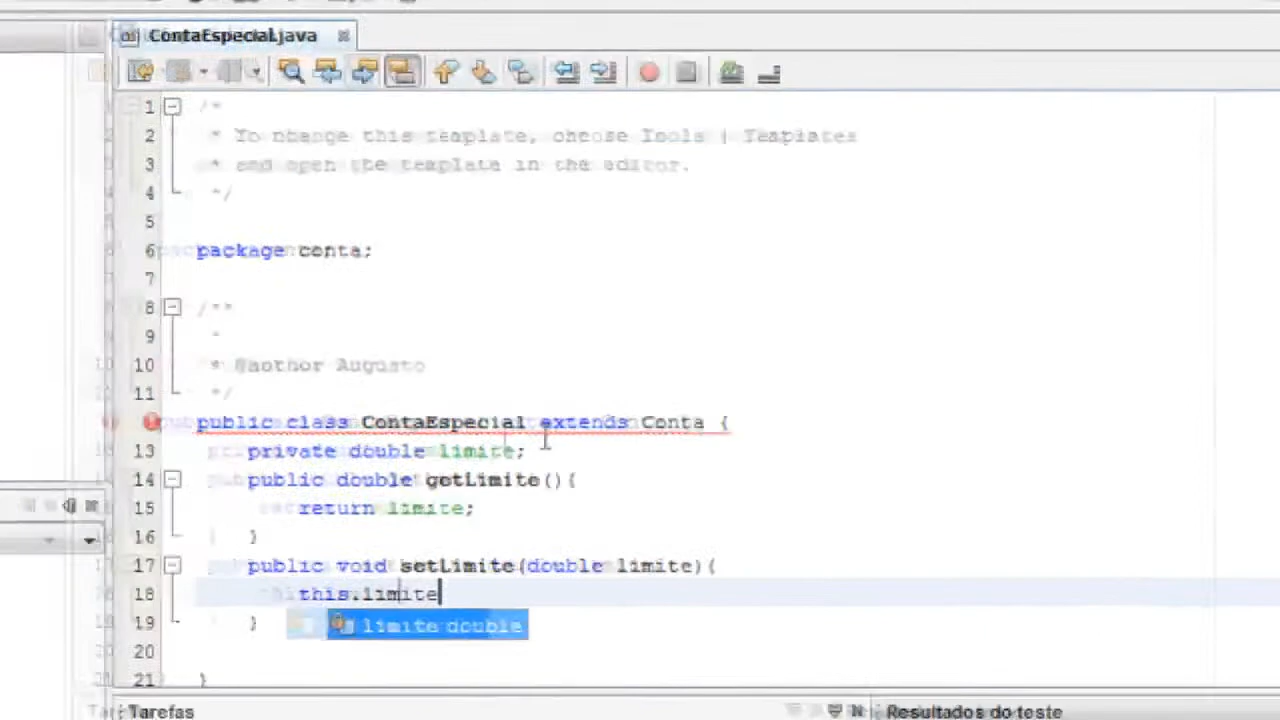 ContaEspecial.java
1 /*
2 * To change this template, choose Tools | Templates
3 * and open the template in the editor.
4 */
5
6 package conta;
7
8 /**
9 *
10 * @author Augusto
11 */
public class ContaEspecial extends Conta {
13 private double limite;
14 public double getLimite(){
15 return limite;
16 }
17 public void setLimite(double limite){
18 this.limite
19 }
limite double
20
21 }
Tarefas
Resultados do teste